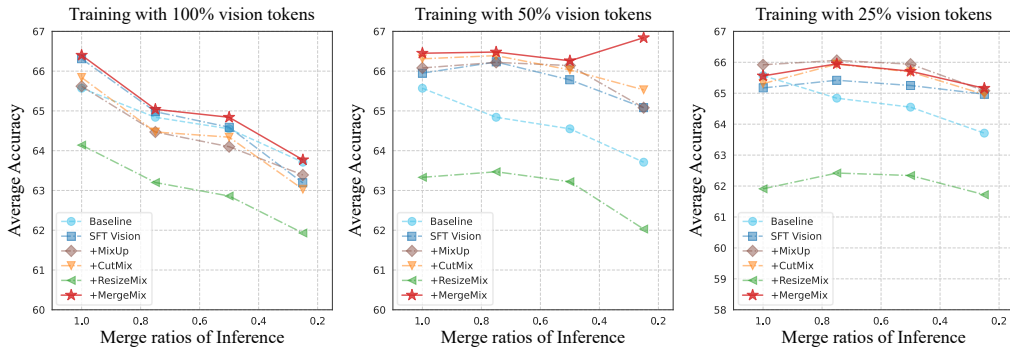 Training with 100% vision tokens
67
66
65
64
63
62
61
60
1.0
0.8
0.6
0.4
0.2
Average Accuracy
Merge ratios of Inference
Baseline
SFT Vision
+MixUp
+CutMix
+ResizeMix
+MergeMix
Training with 50% vision tokens
67
66
65
64
63
62
61
60
1.0
0.8
0.6
0.4
0.2
Average Accuracy
Merge ratios of Inference
Baseline
SFT Vision
+MixUp
+CutMix
+ResizeMix
+MergeMix
Training with 25% vision tokens
67
66
65
64
63
62
61
60
59
58
1.0
0.8
0.6
0.4
0.2
Average Accuracy
Merge ratios of Inference
Baseline
SFT Vision
+MixUp
+CutMix
+ResizeMix
+MergeMix